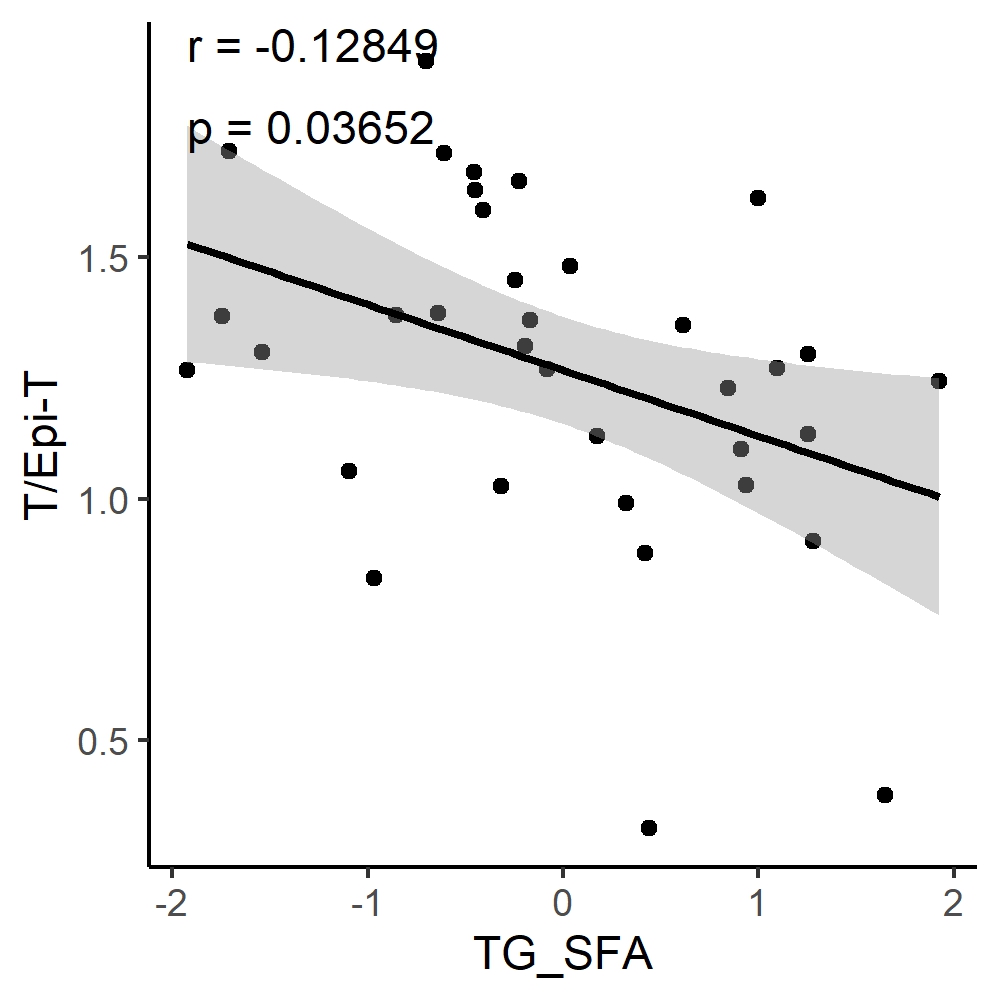 r = -0.12849
p = 0.03652
1.5
1.0
0.5
T/Epi-T
-2 -1 0 1 2
TG_SFA